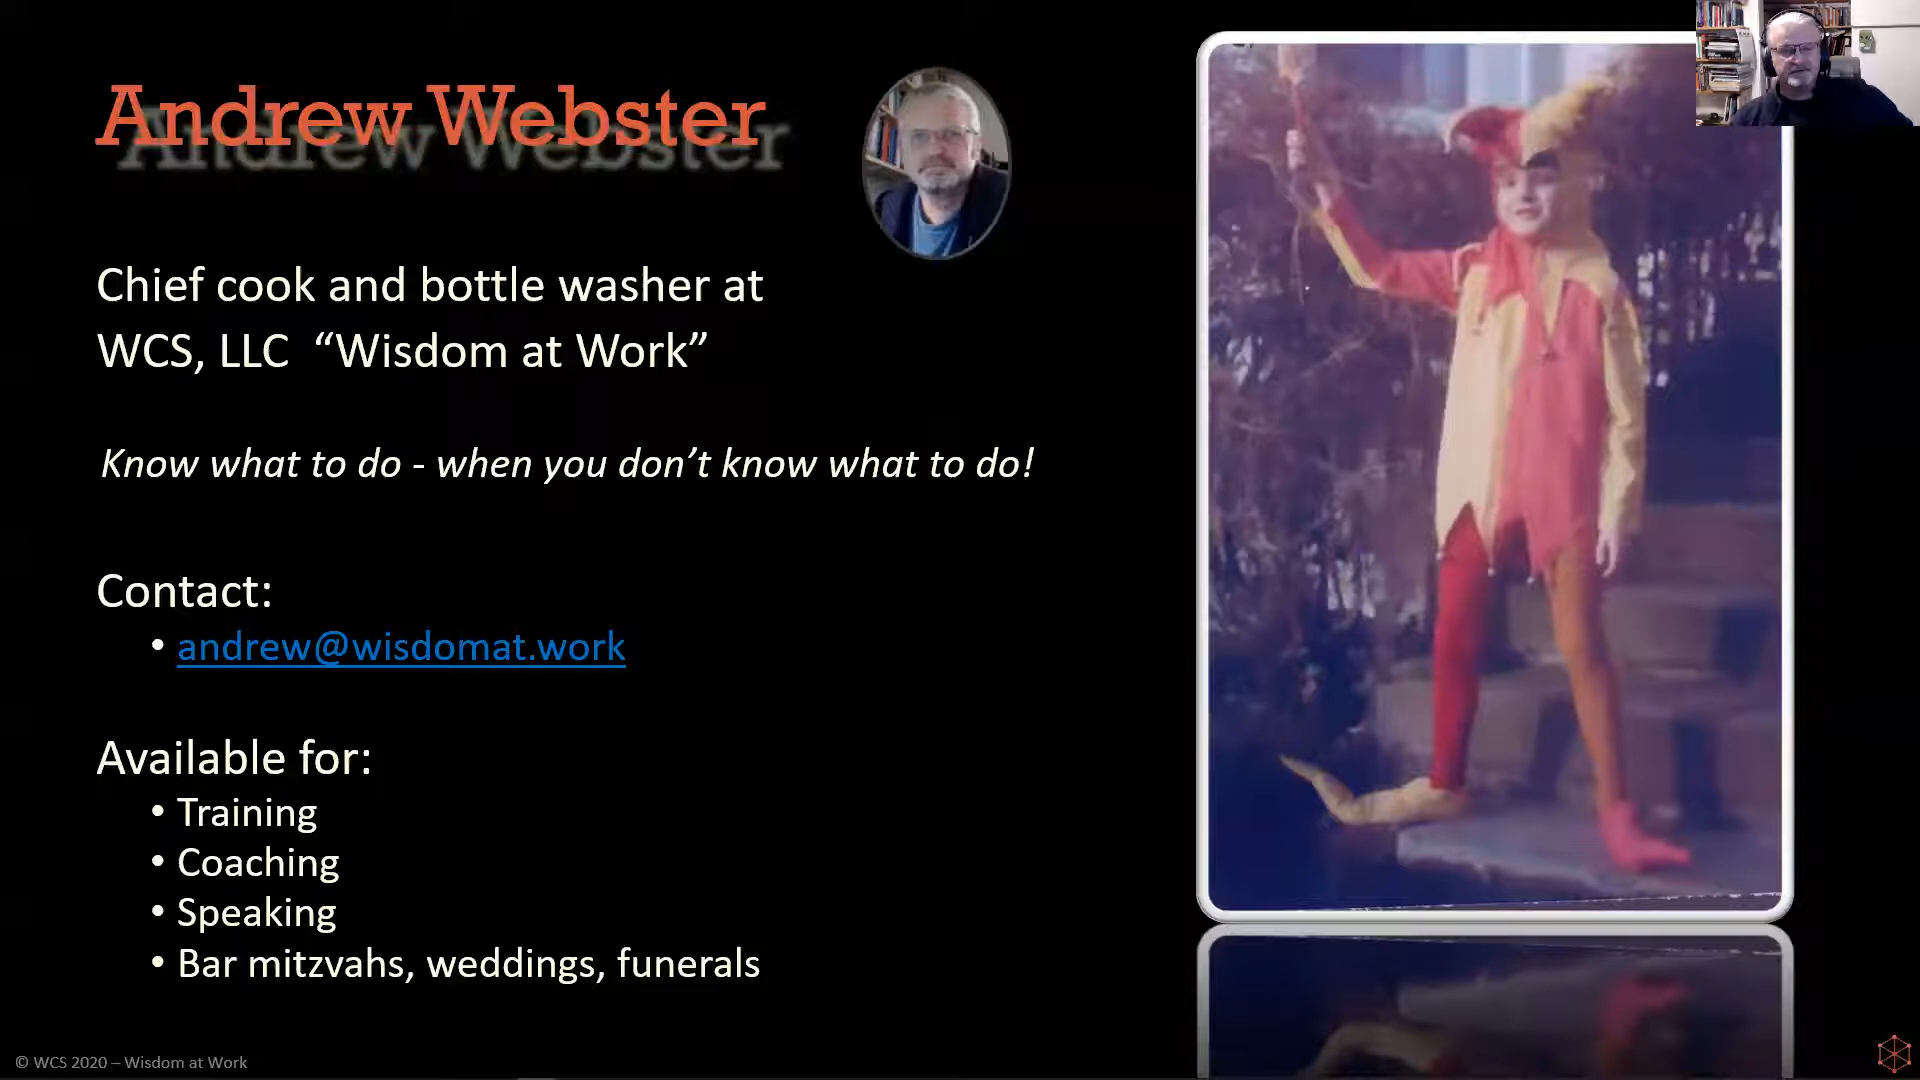 Andrew Webster
Chief cook and bottle washer at
WCS, LLC “Wisdom at Work”
Know what to do - when you don’t know what to do!
Contact:
• andrew@wisdomat.work
Available for:
• Training
• Coaching
• Speaking
• Bar mitzvahs, weddings, funerals
© WCS 2020 – Wisdom at Work